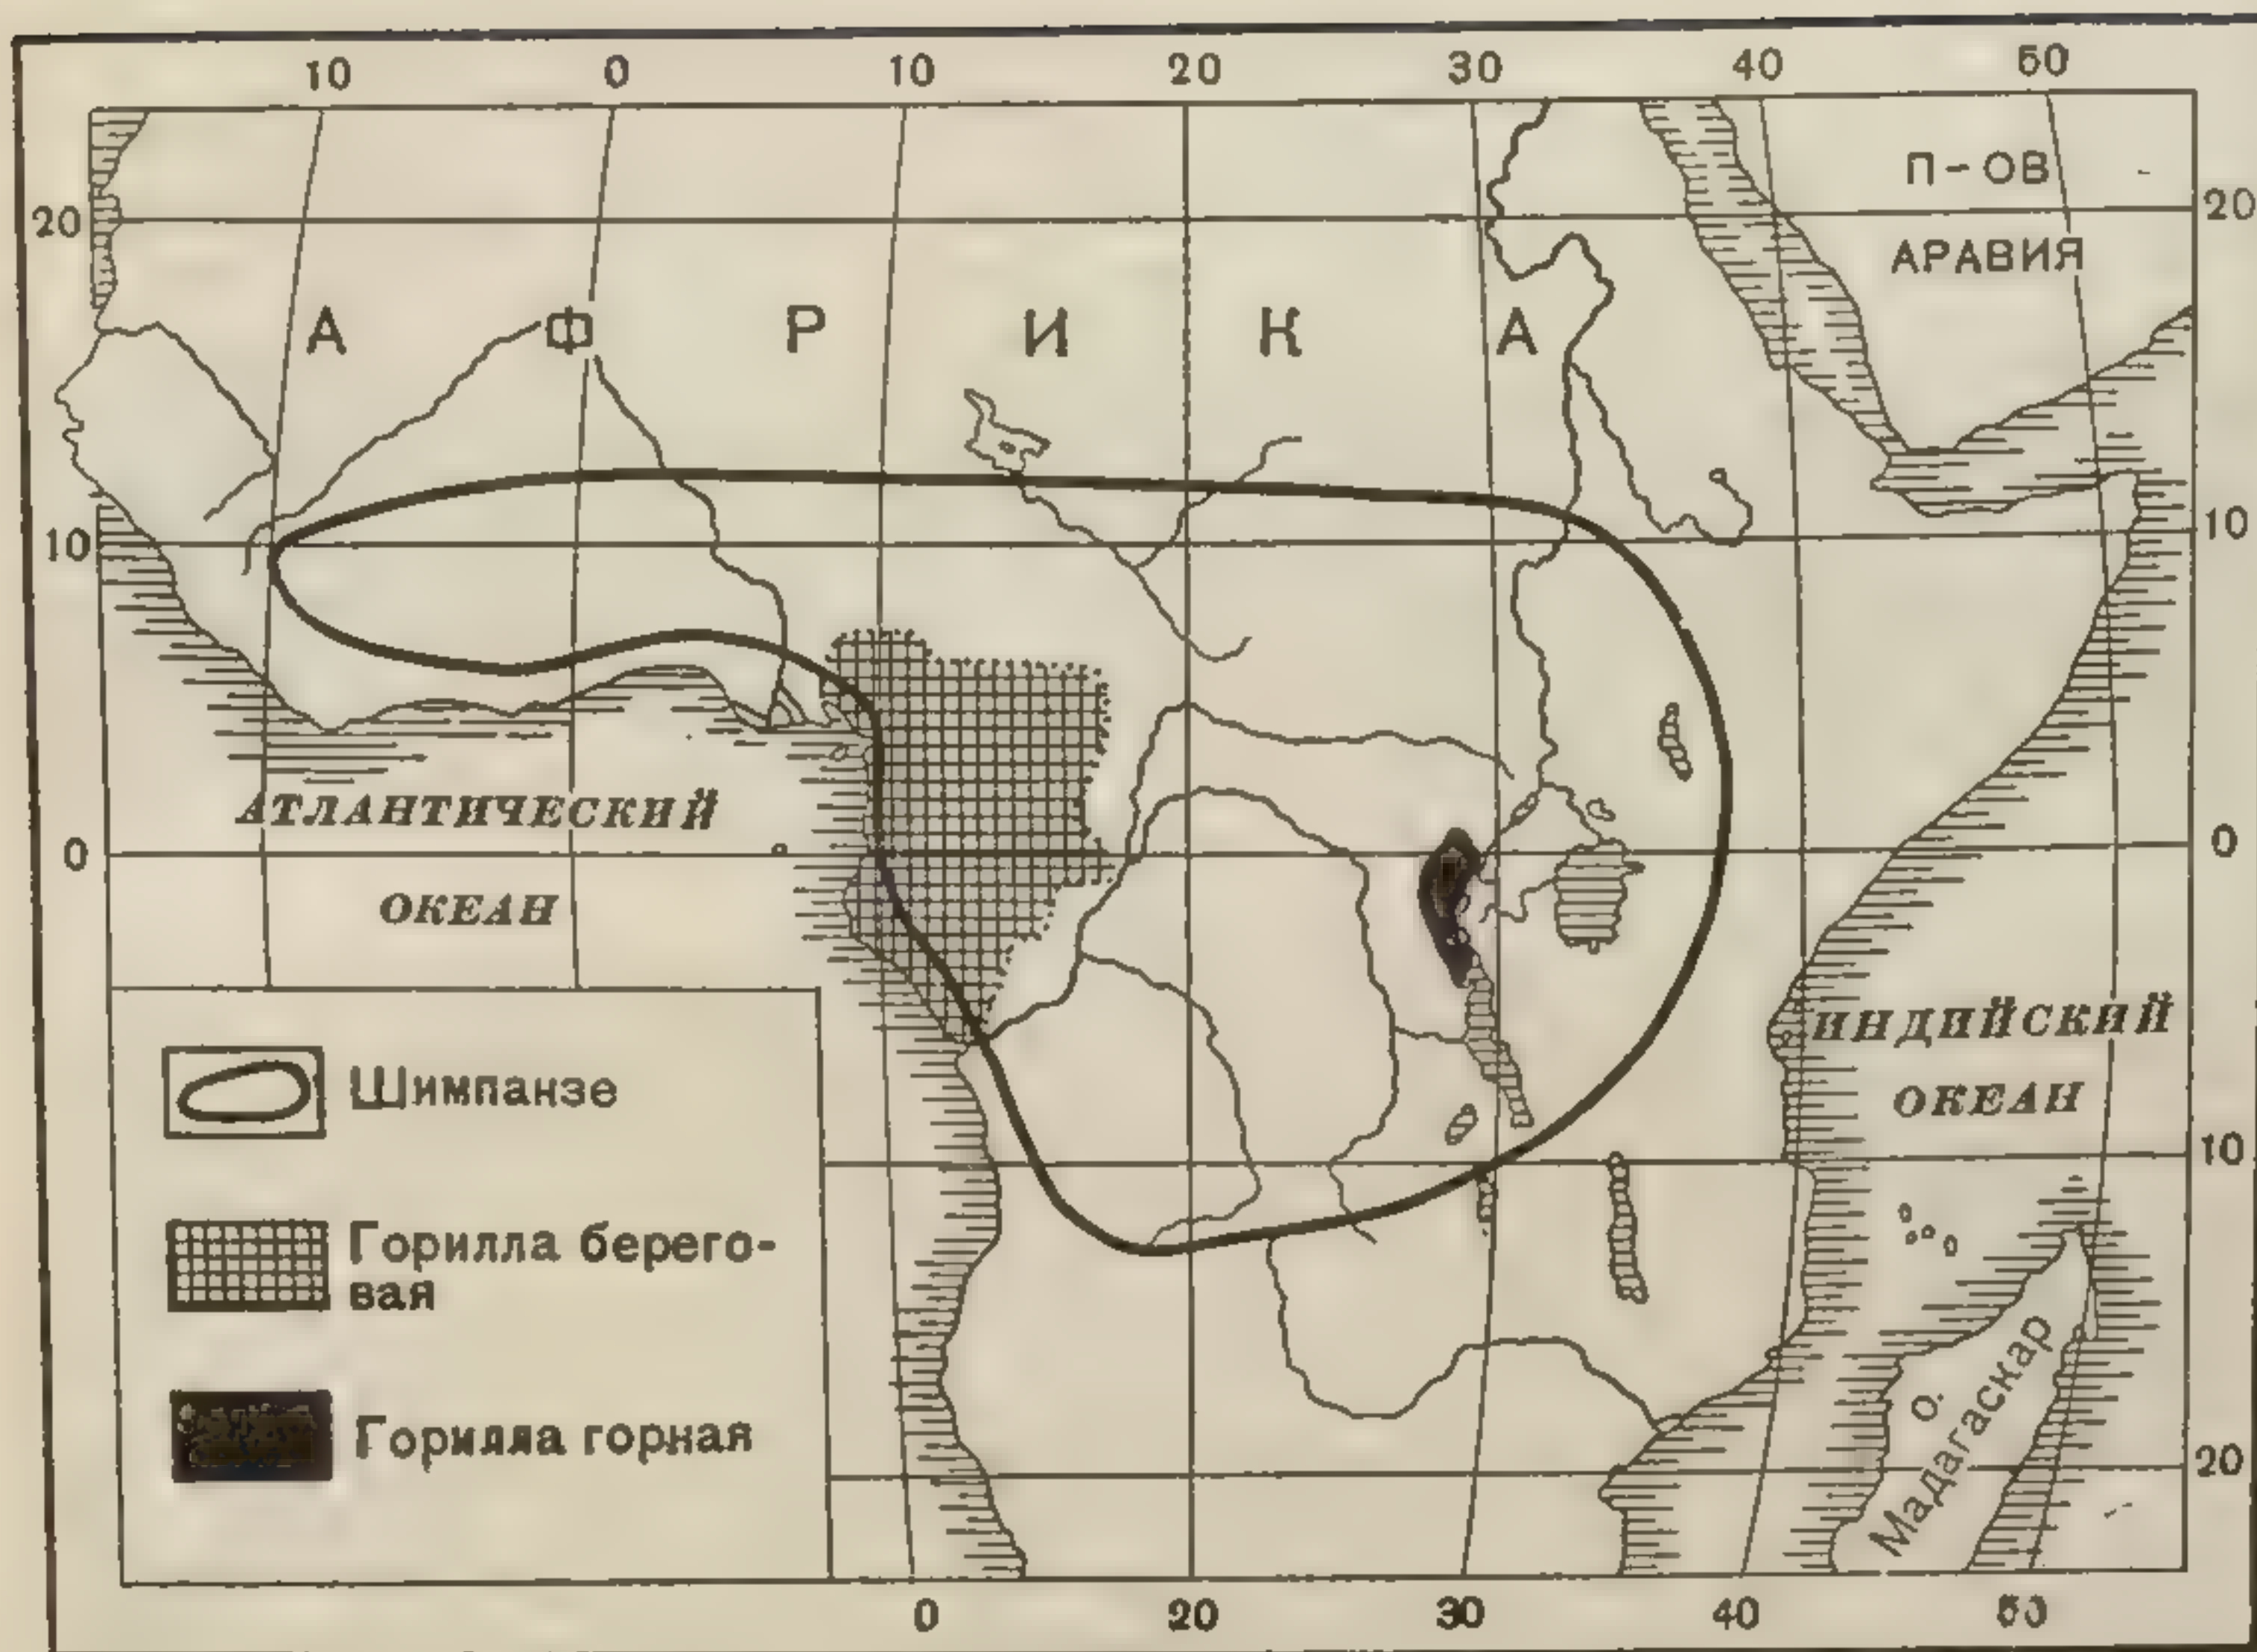 10 0 10 20 30 40 50
П-ОВ
20 20
АРАВИЯ
А Ф Р И К А
10 10
АТЛАНТИЧЕСКИЙ
0 0
ОКЕАН
ИНДИЙСКИЙ
Шимпанзе
ОКЕАН
10
Горилла берего-
вая
о.
Мадагаскар
Горилла горная
20
0 20 30 40 50